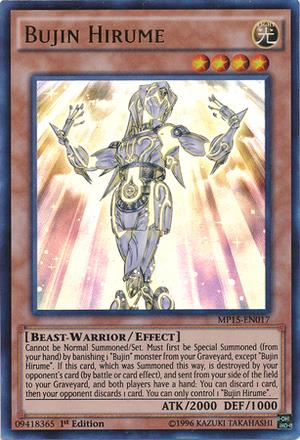 Bujin Hirume
光
MP15-EN017
[Beast-Warrior/Effect]
Cannot be Normal Summoned/Set. Must first be Special Summoned (from
your hand) by banishing 1 "Bujin" monster from your Graveyard, except "Bujin
Hirume". If this card, which was Summoned this way, is destroyed by your
opponent's card (by battle or card effect), and sent from your side of the field
to your Graveyard, and both players have a hand: You can discard 1 card,
then your opponent discards 1 card. You can only control 1 "Bujin Hirume".
ATK/2000 DEF/1000
09418365 1st Edition ©1996 KAZUKI TAKAHASHI